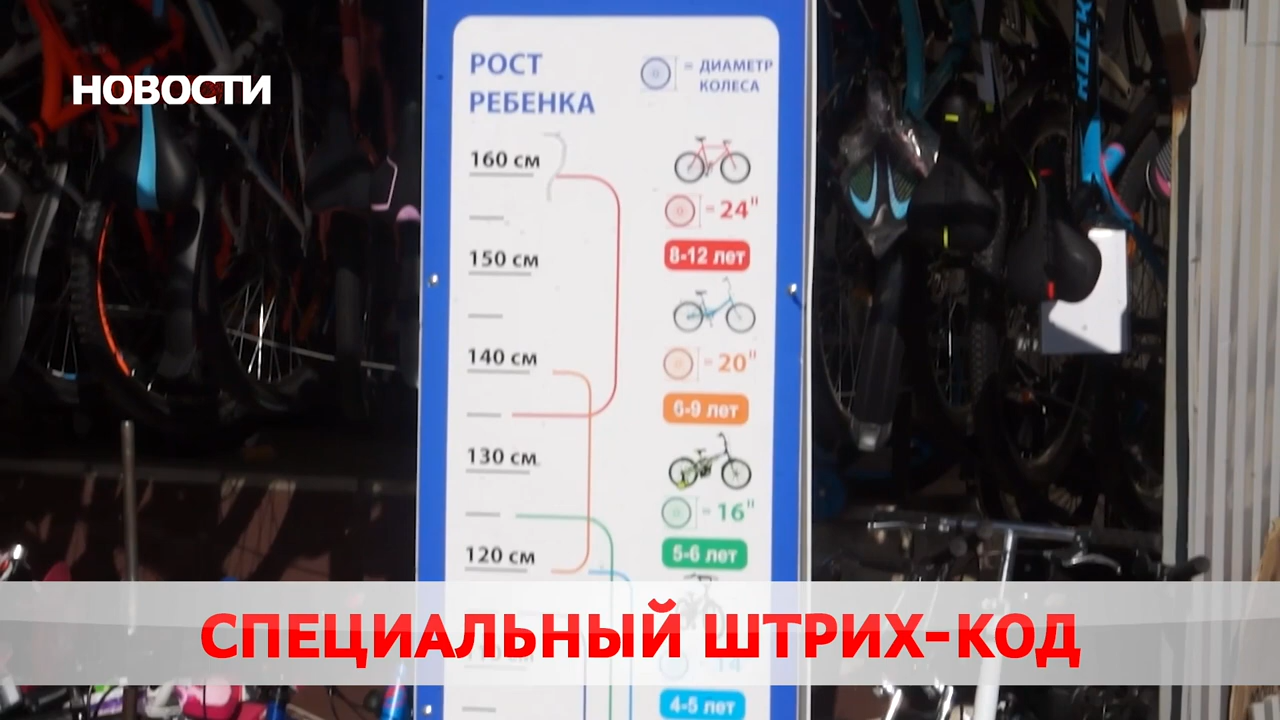 НОВОСТИ
РОСТ
РЕБЕНКА
= ДИАМЕТР
КОЛЕСА
160 см
= 24"
150 см
8-12 лет
140 см
= 20"
6-9 лет
130 см
= 16"
120 см
5-6 лет
СПЕЦИАЛЬНЫЙ ШТРИХ-КОД
14"
4-5 лет